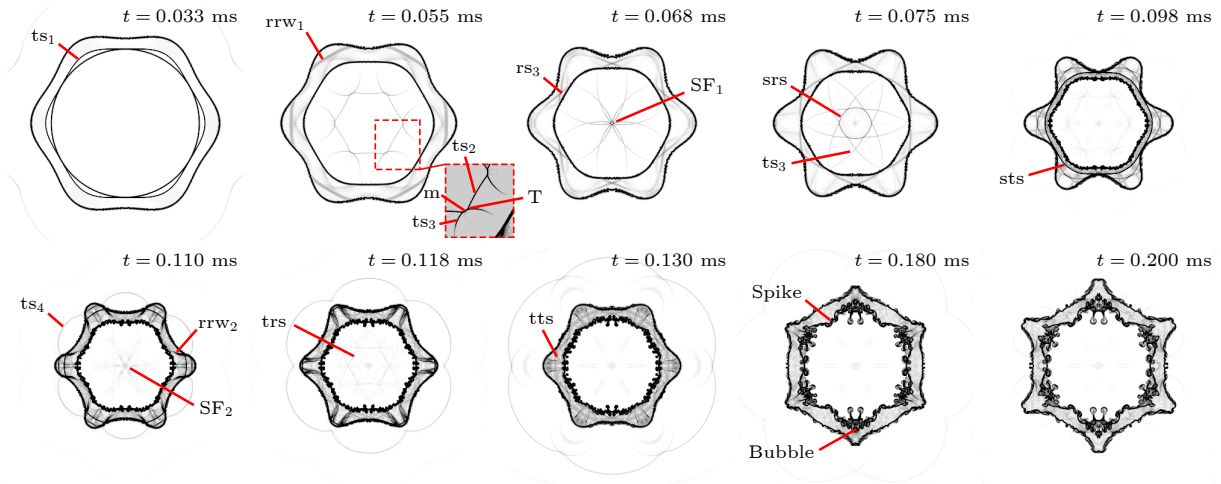 t = 0.033 ms
ts₁
t = 0.055 ms
rrw₁
ts₂
m
T
ts₃
t = 0.068 ms
rs₃
SF₁
t = 0.075 ms
srs
ts₃
t = 0.098 ms
sts
t = 0.110 ms
ts₄
rrw₂
SF₂
t = 0.118 ms
trs
t = 0.130 ms
tts
t = 0.180 ms
Spike
Bubble
t = 0.200 ms